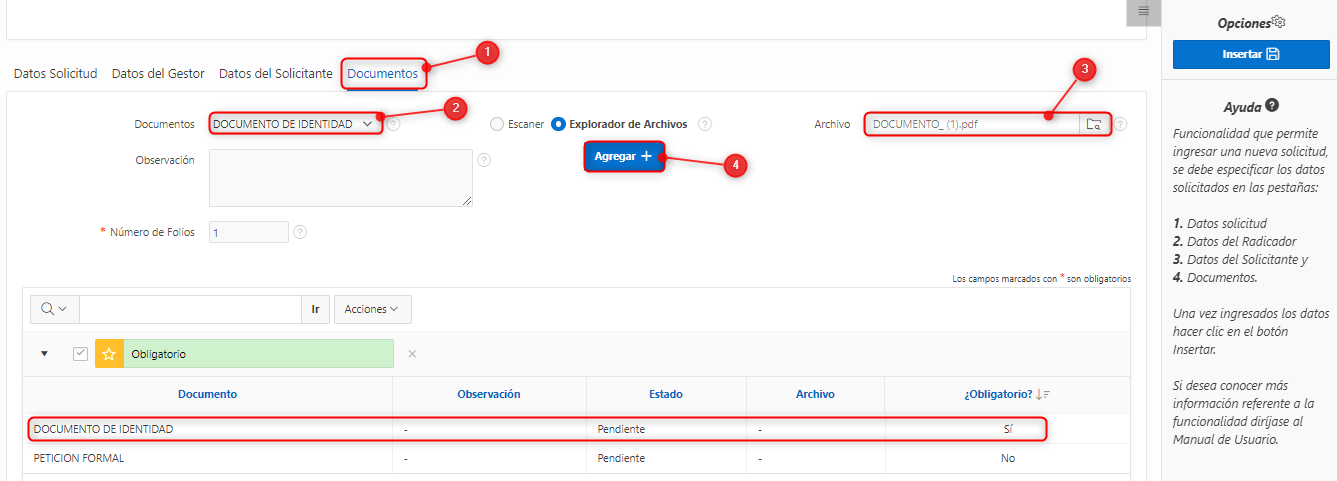 Opciones
Insertar
1
Datos Solicitud Datos del Gestor Datos del Solicitante Documentos
2
3
Documentos DOCUMENTO DE IDENTIDAD ? Escaner Explorador de Archivos ? Archivo DOCUMENTO_ (1).pdf ?
Observación ? Agregar + 4
* Número de Folios 1 ?
Los campos marcados con * son obligatorios
Ir Acciones
Obligatorio ×
Documento Observación Estado Archivo ¿Obligatorio?
DOCUMENTO DE IDENTIDAD - Pendiente - Sí
PETICION FORMAL - Pendiente - No
Ayuda ?
Funcionalidad que permite
ingresar una nueva solicitud,
se debe especificar los datos
solicitados en las pestañas:
1. Datos solicitud
2. Datos del Radicador
3. Datos del Solicitante y
4. Documentos.
Una vez ingresados los datos
hacer clic en el botón
Insertar.
Si desea conocer más
información referente a la
funcionalidad diríjase al
Manual de Usuario.